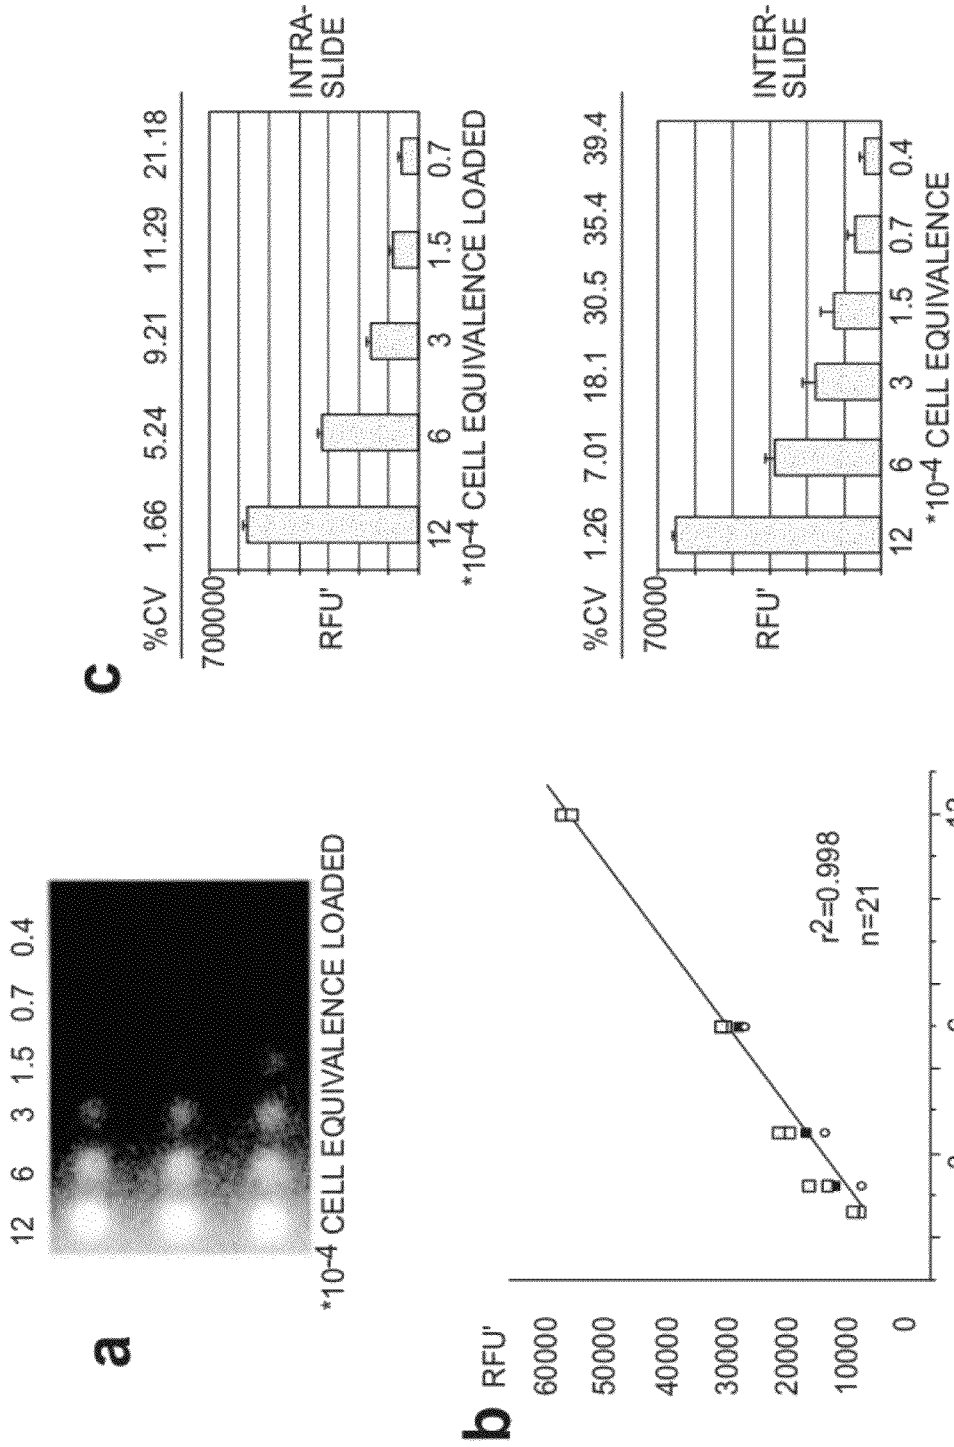 a
12 6 3 1.5 0.7 0.4
*10-4 CELL EQUIVALENCE LOADED
b
RFU'
60000
50000
40000
30000
20000
10000
0
r2=0.998
n=21
c
%CV 1.66 5.24 9.21 11.29 21.18
700000
RFU'
INTRA-
SLIDE
12 6 3 1.5 0.7
*10-4 CELL EQUIVALENCE LOADED
%CV 1.26 7.01 18.1 30.5 35.4 39.4
70000
RFU'
INTER-
SLIDE
12 6 3 1.5 0.7 0.4
*10-4 CELL EQUIVALENCE